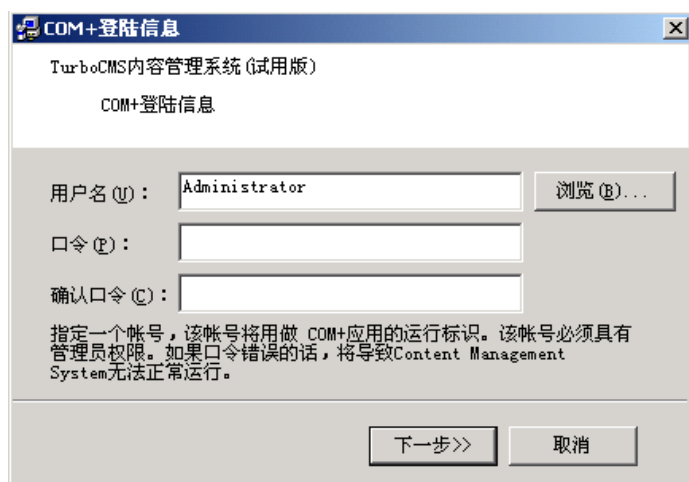 COM+登陆信息
TurboCMS内容管理系统(试用版)
COM+登陆信息
用户名(U): Administrator 浏览(B)...
口令(P):
确认口令(C):
指定一个帐号,该帐号将用做 COM+应用的运行标识。该帐号必须具有
管理员权限。如果口令错误的话,将导致Content Management
System无法正常运行。
下一步>> 取消